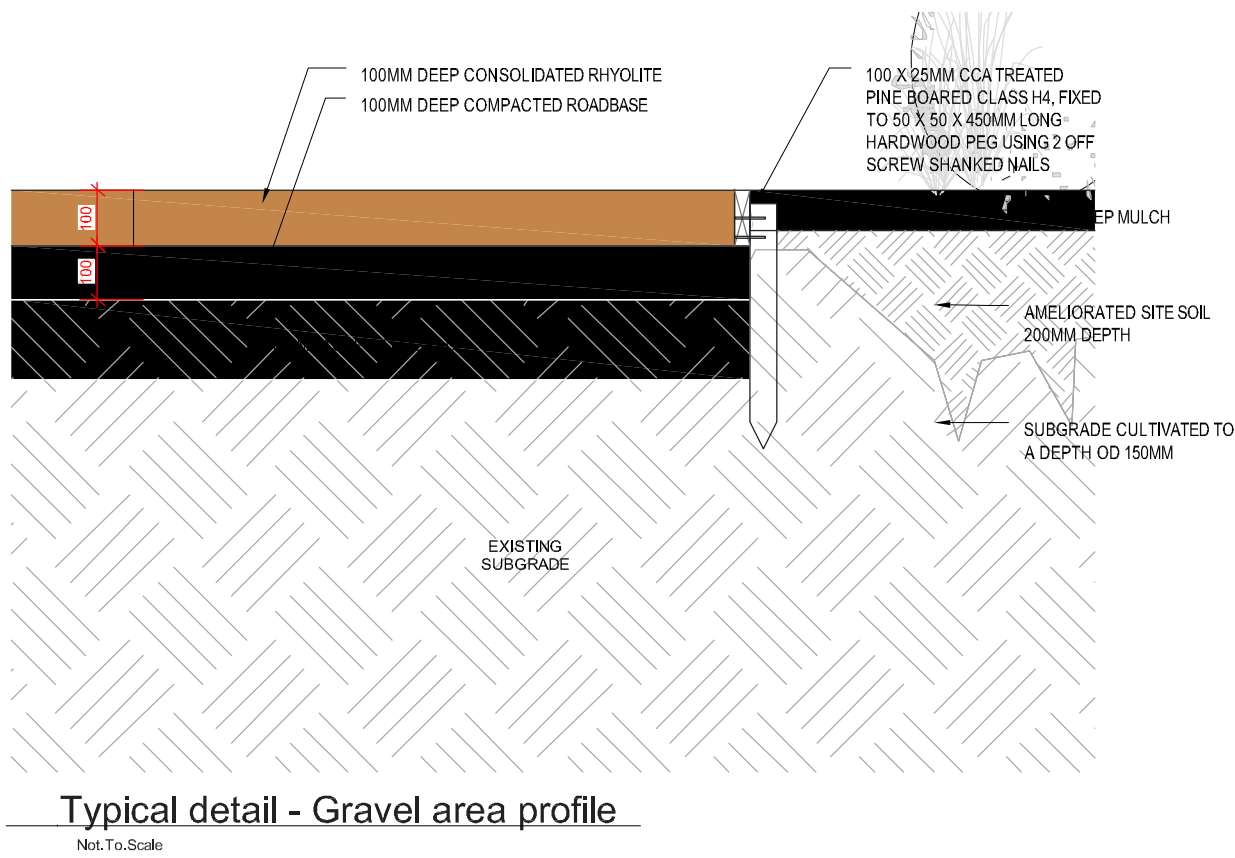 100MM DEEP CONSOLIDATED RHYOLITE
100MM DEEP COMPACTED ROADBASE
100 X 25MM CCA TREATED
PINE BOARED CLASS H4, FIXED
TO 50 X 50 X 450MM LONG
HARDWOOD PEG USING 2 OFF
SCREW SHANKED NAILS
100
100
EP MULCH
AMELIORATED SITE SOIL
200MM DEPTH
SUBGRADE CULTIVATED TO
A DEPTH OD 150MM
EXISTING
SUBGRADE
Typical detail - Gravel area profile
Not.To.Scale